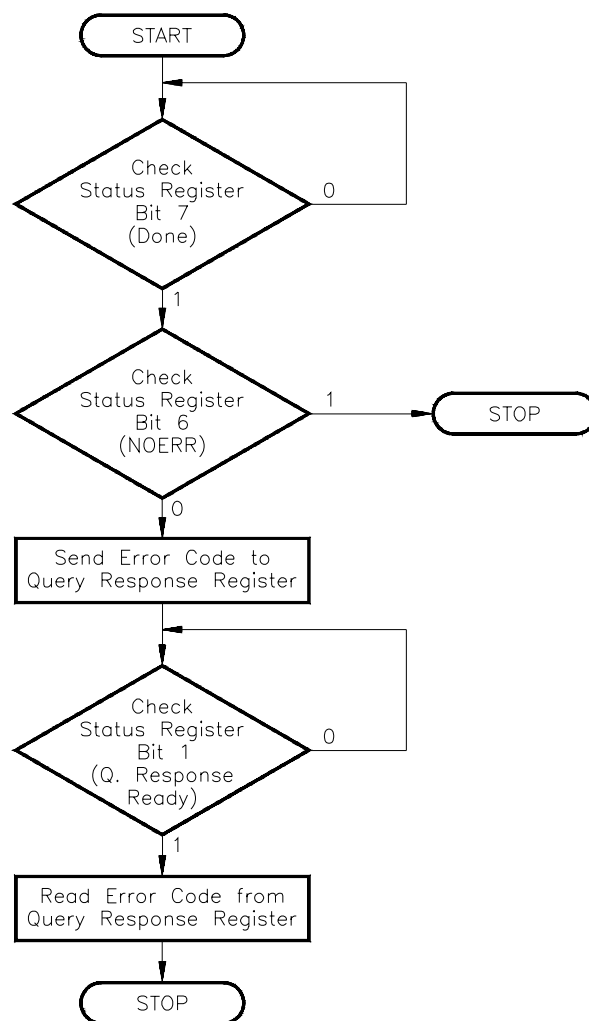 START
Check
Status Register
Bit 7
(Done)
0
1
Check
Status Register
Bit 6
(NOERR)
1
STOP
0
Send Error Code to
Query Response Register
Check
Status Register
Bit 1
(Q. Response
Ready)
0
1
Read Error Code from
Query Response Register
STOP